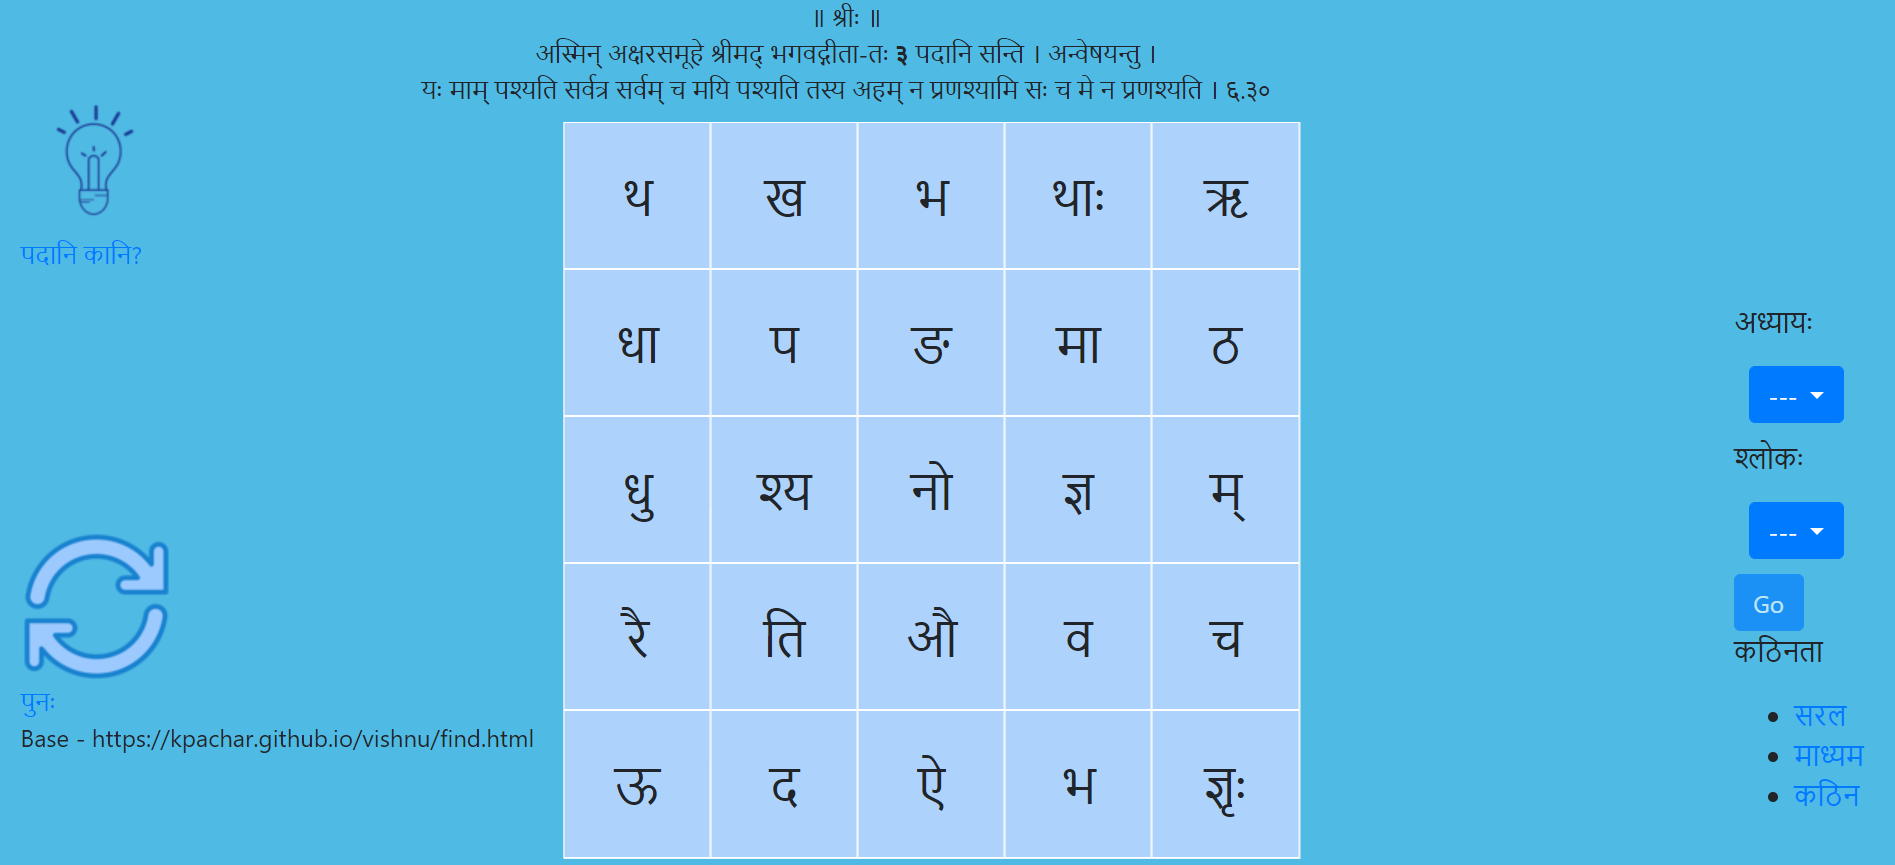 ॥ श्रीः ॥
अस्मिन् अक्षरसमूहे श्रीमद् भगवद्गीता-तः ३ पदानि सन्ति । अन्वेषयन्तु ।
यः माम् पश्यति सर्वत्र सर्वम् च मयि पश्यति तस्य अहम् न प्रणश्यामि सः च मे न प्रणश्यति । ६.३०
पदानि कानि?
थ ख भ थाः ऋ
धा प ङ मा ठ
धु श्य नो ज्ञ म्
रै ति औ व च
ऊ द ऐ भ ज्ञृः
पुनः
Base - https://kpachar.github.io/vishnu/find.html
अध्यायः
---
श्लोकः
---
Go
कठिनता
सरल
माध्यम
कठिन